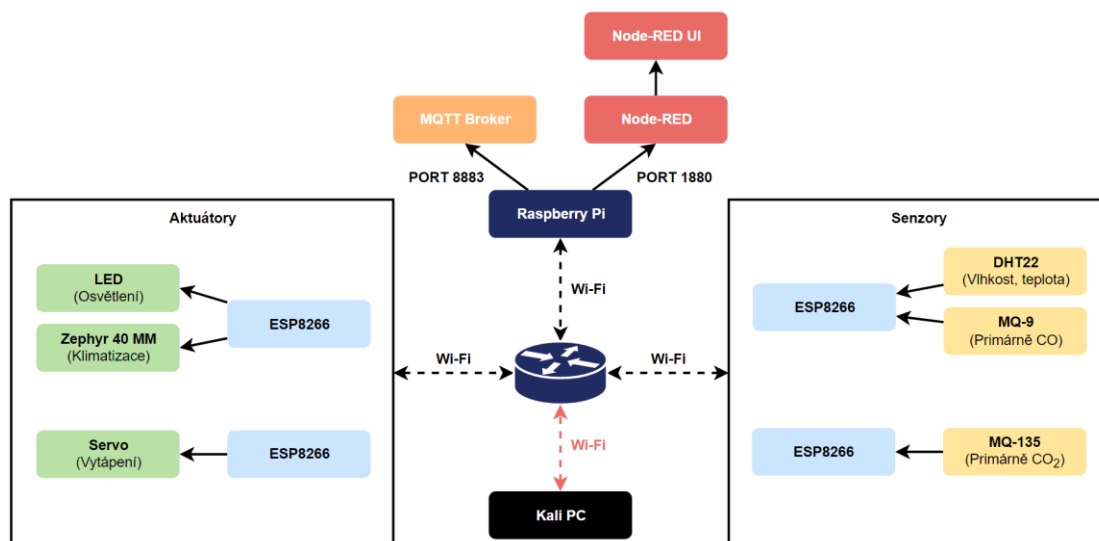 Node-RED UI
MQTT Broker
Node-RED
PORT 8883
PORT 1880
Raspberry Pi
Aktuátory
LED
(Osvětlení)
Zephyr 40 MM
(Klimatizace)
ESP8266
Servo
(Vytápení)
ESP8266
Wi-Fi
Wi-Fi
Wi-Fi
Wi-Fi
Kali PC
Senzory
ESP8266
DHT22
(Vlhkost, teplota)
MQ-9
(Primárně CO)
ESP8266
MQ-135
(Primárně CO₂)